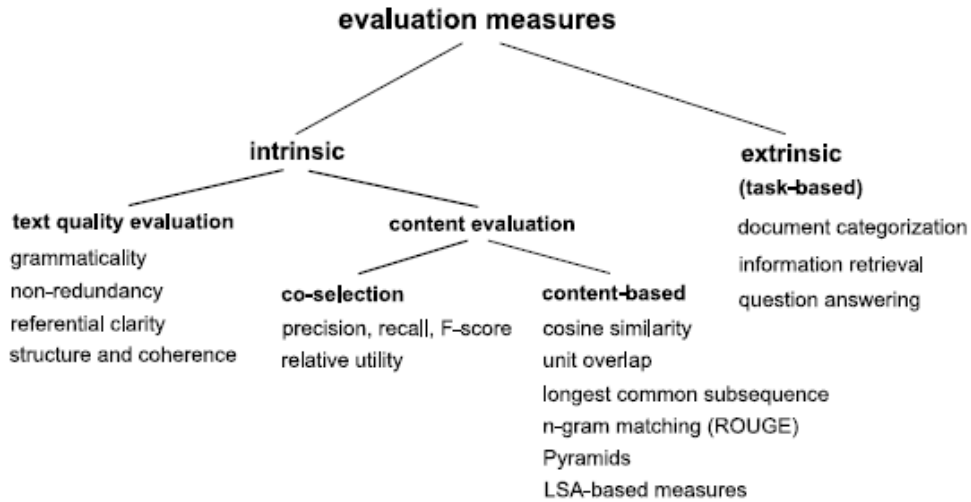 evaluation measures
intrinsic
extrinsic
(task-based)
text quality evaluation
grammaticality
non-redundancy
referential clarity
structure and coherence
content evaluation
co-selection
precision, recall, F-score
relative utility
content-based
cosine similarity
unit overlap
longest common subsequence
n-gram matching (ROUGE)
Pyramids
LSA-based measures
document categorization
information retrieval
question answering